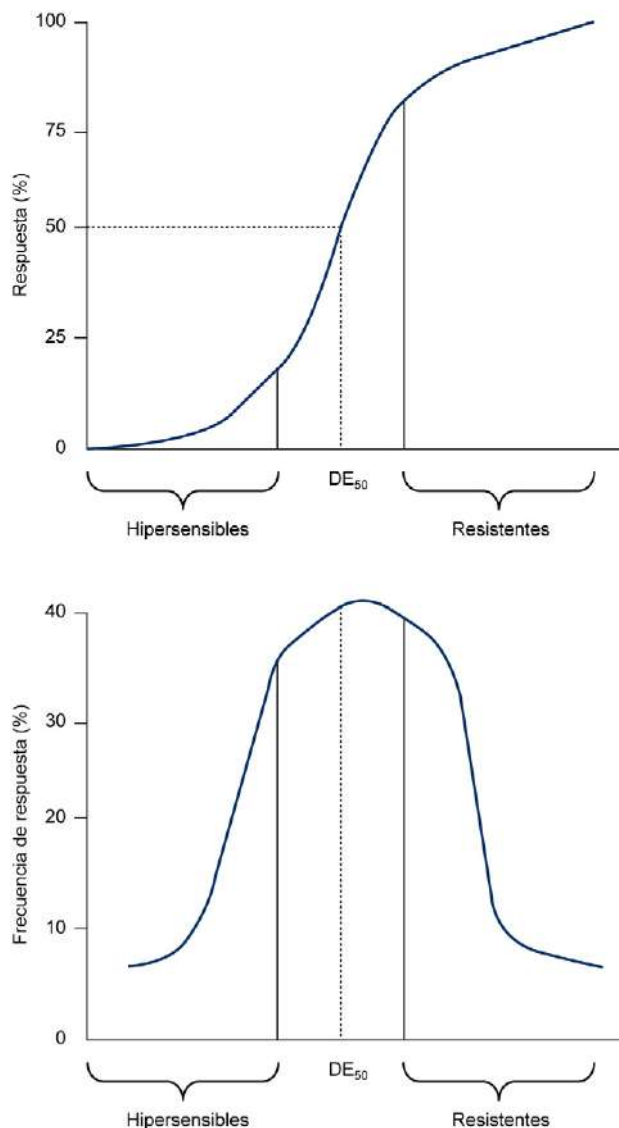 100
75
50
25
0
Respuesta (%)
DE50
Hipersensibles
Resistentes
40
30
20
10
0
Frecuencia de respuesta (%)
DE50
Hipersensibles
Resistentes